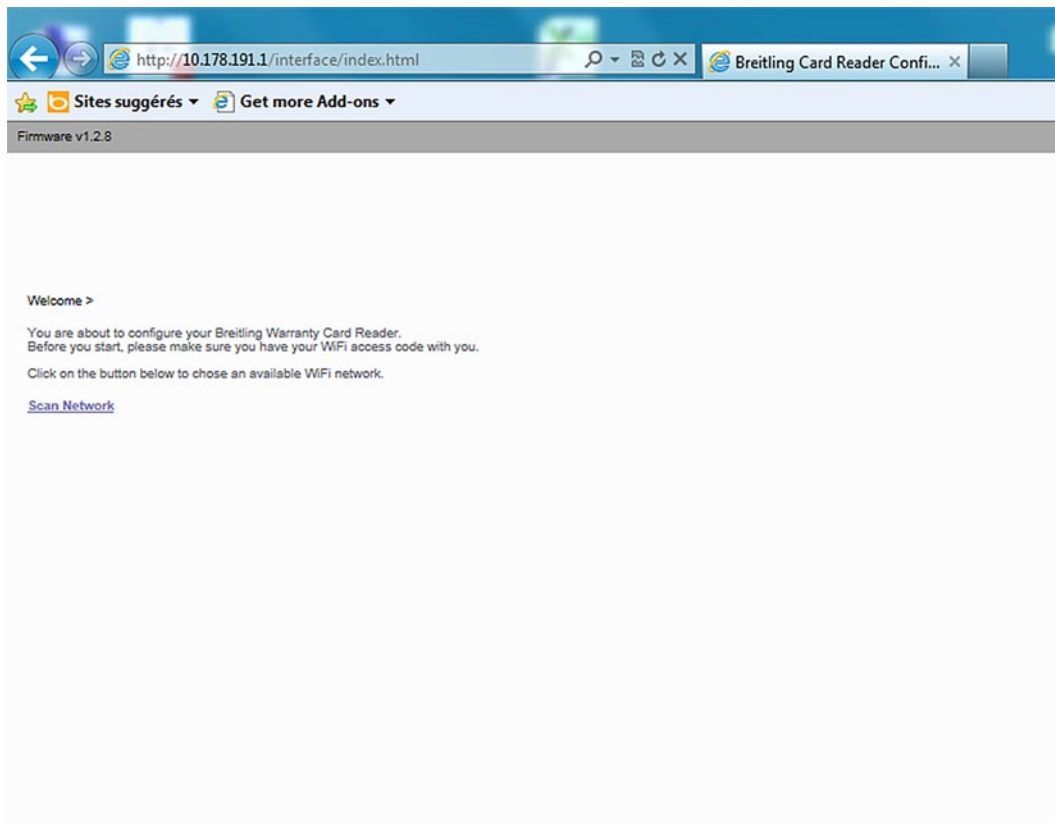 http://10.178.191.1/interface/index.html
Breitling Card Reader Confi...
Sites suggérés
Get more Add-ons
Firmware v1.2.8
Welcome >
You are about to configure your Breitling Warranty Card Reader.
Before you start, please make sure you have your WiFi access code with you.
Click on the button below to chose an available WiFi network.
Scan Network